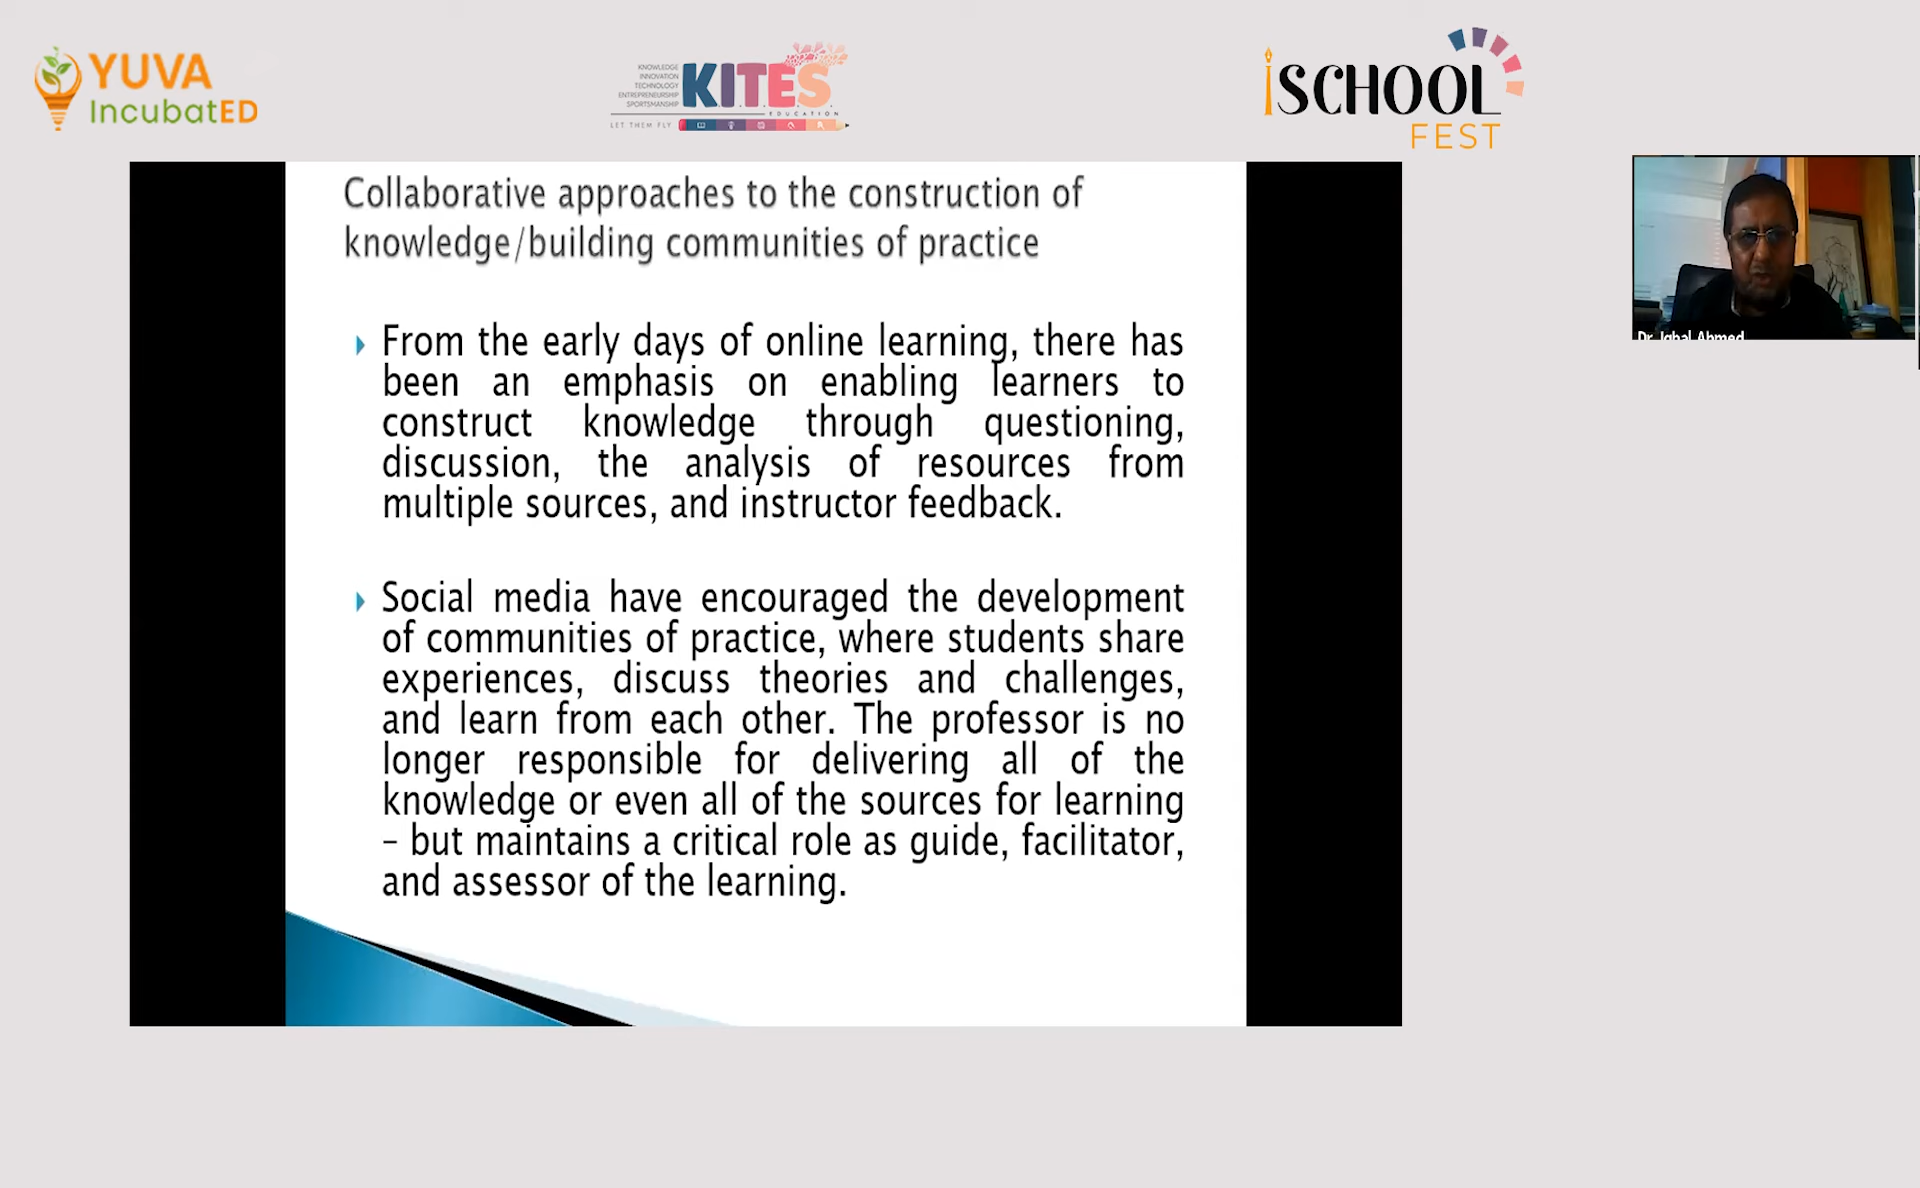 YUVA
IncubatED
KNOWLEDGE
INNOVATION
TECHNOLOGY
ENTREPRENEURSHIP
SPORTSMANSHIP
K.I.T.E.S.
EDUCATION
LET THEM FLY
iSCHOOL
FEST
Collaborative approaches to the construction of
knowledge/building communities of practice
From the early days of online learning, there has
been an emphasis on enabling learners to
construct knowledge through questioning,
discussion, the analysis of resources from
multiple sources, and instructor feedback.
Social media have encouraged the development
of communities of practice, where students share
experiences, discuss theories and challenges,
and learn from each other. The professor is no
longer responsible for delivering all of the
knowledge or even all of the sources for learning
– but maintains a critical role as guide, facilitator,
and assessor of the learning.
Dr. Iqbal Ahmed